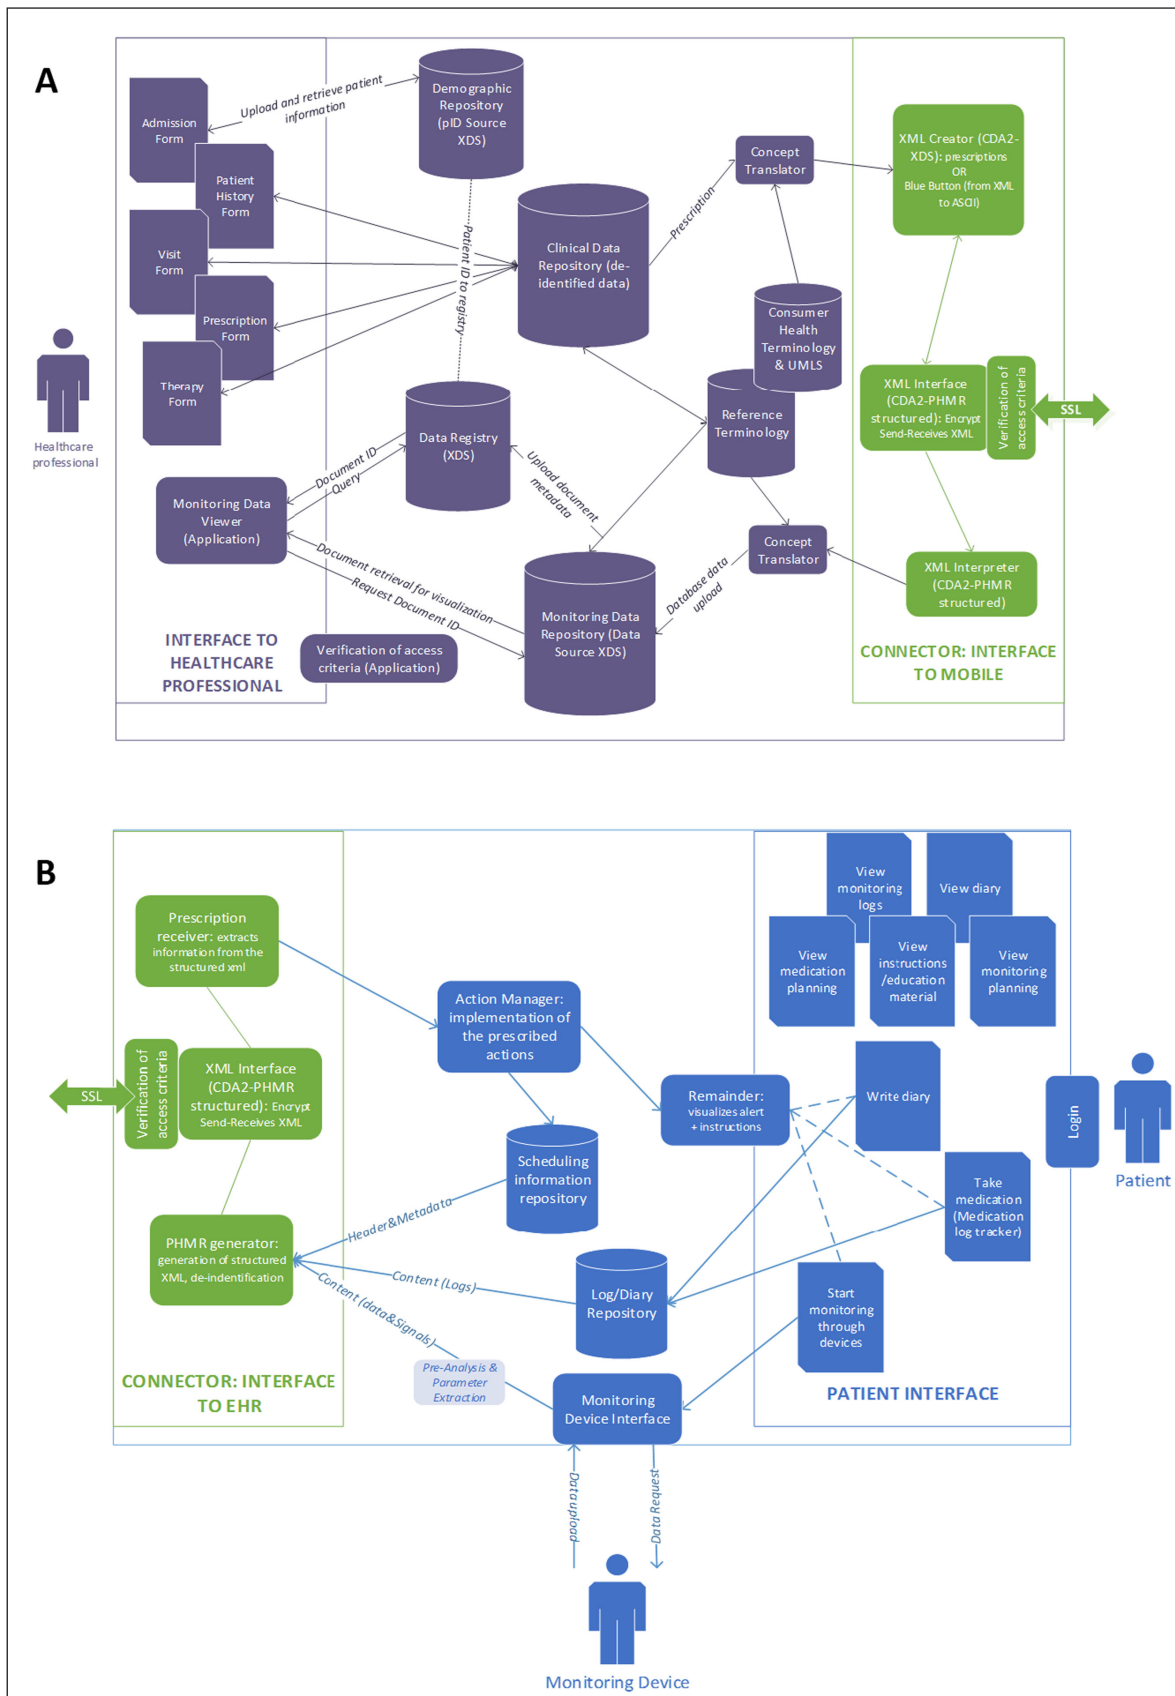 A
Admission
Form
Patient
History
Form
Visit
Form
Prescription
Form
Therapy
Form
Healthcare
professional
Upload and retrieve patient
information
Demographic
Repository
(pID Source
XDS)
Patient ID to registry
Clinical Data
Repository (de-
identified data)
Prescription
Concept
Translator
Consumer
Health
Terminology
& UMLS
Reference
Terminology
XML Creator (CDA2-
XDS): prescriptions
OR
Blue Button (from XML
to ASCII)
XML Interface
(CDA2-PHMR
structured): Encrypt
Send-Receives XML
Verification of
access criteria
SSL
Data Registry
(XDS)
Document ID
Query
Upload document
metadata
Monitoring Data
Viewer
(Application)
Document retrieval for visualization
Request Document ID
Concept
Translator
Database data
upload
XML Interpreter
(CDA2-PHMR
structured)
Monitoring Data
Repository (Data
Source XDS)
Verification of access
criteria (Application)
INTERFACE TO
HEALTHCARE
PROFESSIONAL
CONNECTOR: INTERFACE
TO MOBILE
B
Prescription
receiver: extracts
information from the
structured xml
Verification of
access criteria
SSL
XML Interface
(CDA2-PHMR
structured): Encrypt
Send-Receives XML
PHMR generator:
generation of structured
XML, de-indentification
CONNECTOR: INTERFACE
TO EHR
Action Manager:
implementation of
the prescribed
actions
Scheduling
information
repository
Remainder:
visualizes alert
+ instructions
Header&Metadata
Content (Logs)
Content (data&Signals)
Log/Diary
Repository
Pre-Analysis &
Parameter
Extraction
Monitoring
Device Interface
View
monitoring
logs
View diary
View
medication
planning
View
instructions
/education
material
View
monitoring
planning
Write diary
Take
medication
(Medication
log tracker)
Start
monitoring
through
devices
PATIENT INTERFACE
Login
Patient
Data upload
Data Request
Monitoring Device